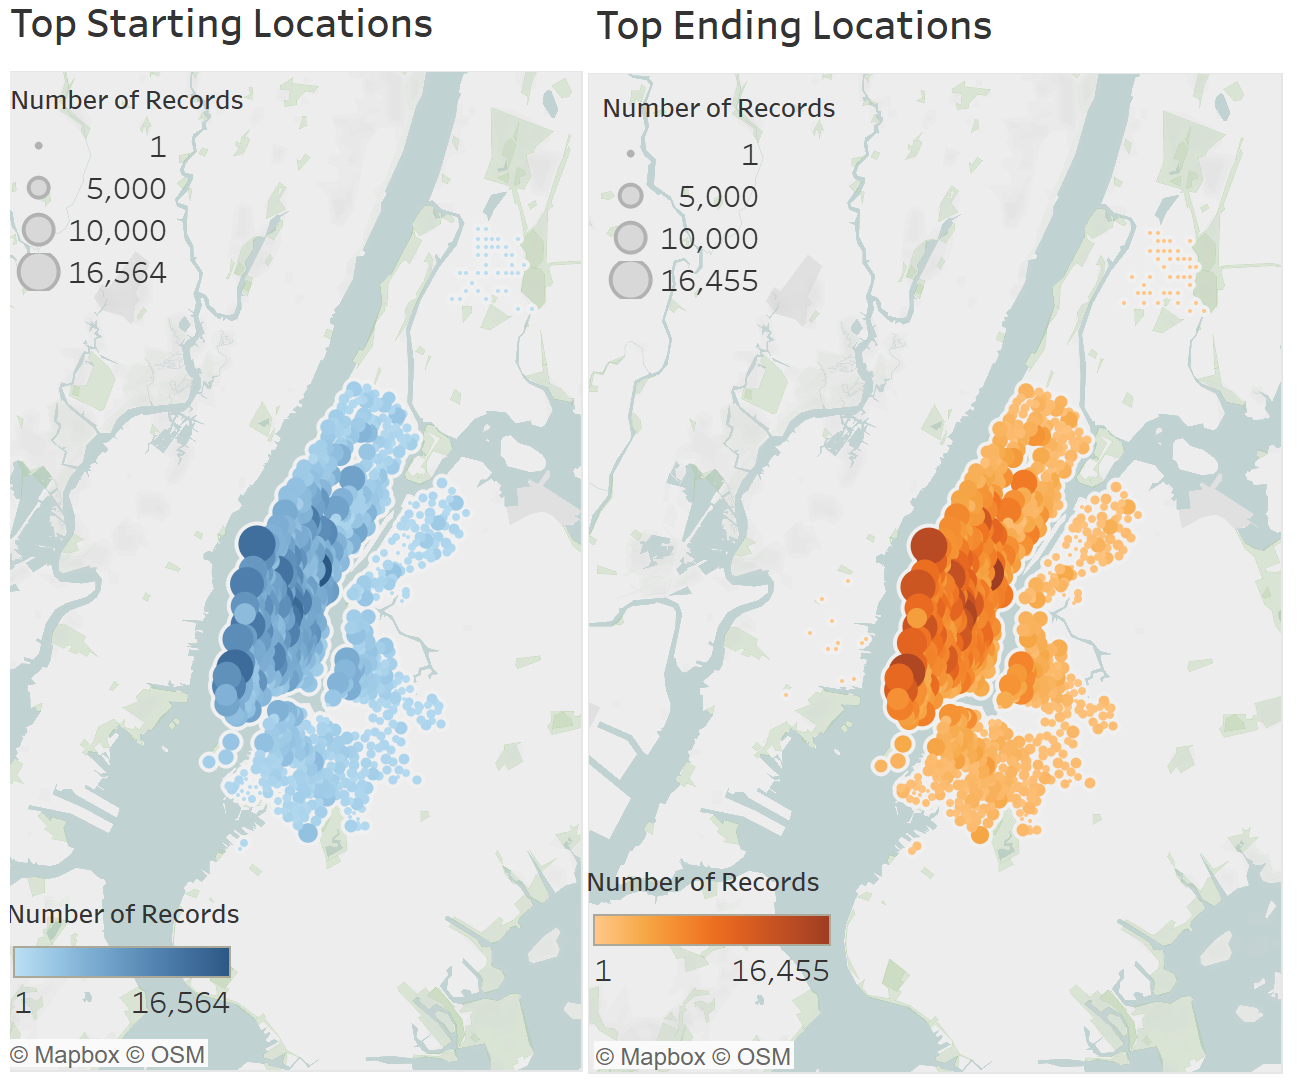 Top Starting Locations
Number of Records
1
5,000
10,000
16,564
Number of Records
1 16,564
© Mapbox © OSM
Top Ending Locations
Number of Records
1
5,000
10,000
16,455
Number of Records
1 16,455
© Mapbox © OSM